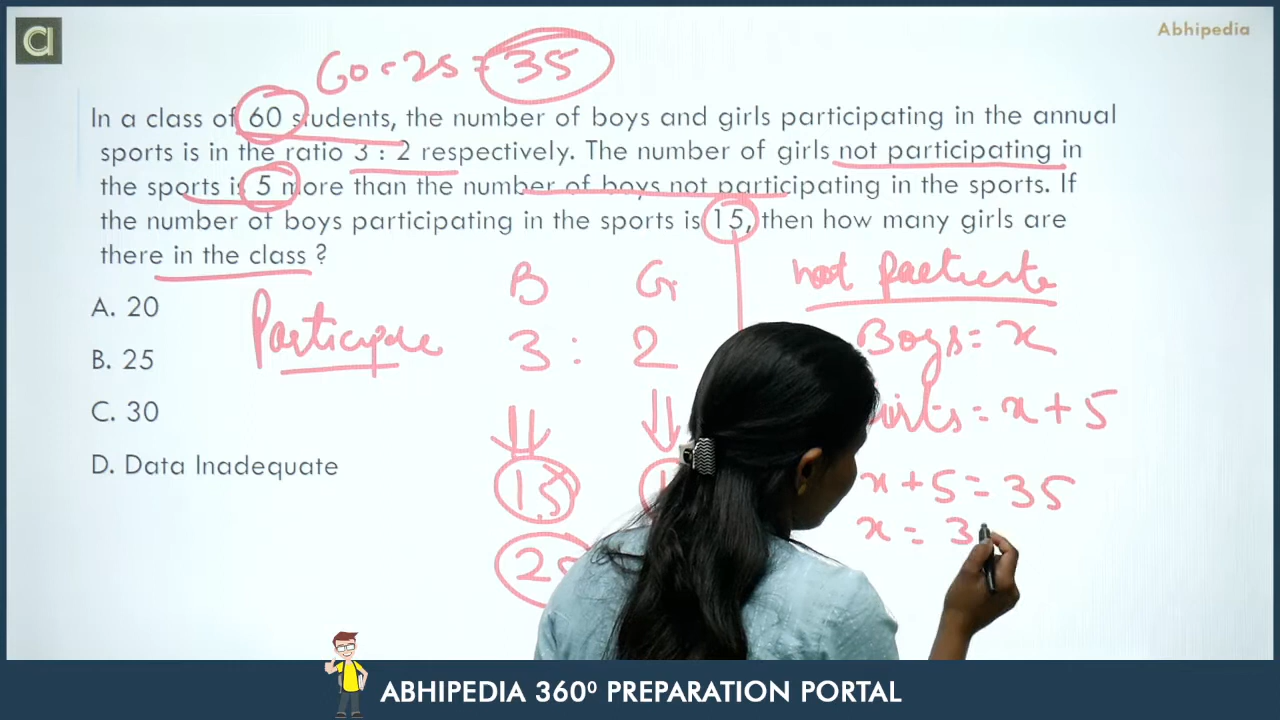 Abhipedia
60 - 25 = 35
In a class of 60 students, the number of boys and girls participating in the annual
sports is in the ratio 3 : 2 respectively. The number of girls not participating in
the sports is 5 more than the number of boys not participating in the sports. If
the number of boys participating in the sports is 15, then how many girls are
there in the class ?
A. 20
B. 25
C. 30
D. Data Inadequate
B G
3 : 2
15
not
Boys = x
= x + 5
x + 5 = 35
x = 3
ABHIPEDIA 360⁰ PREPARATION PORTAL